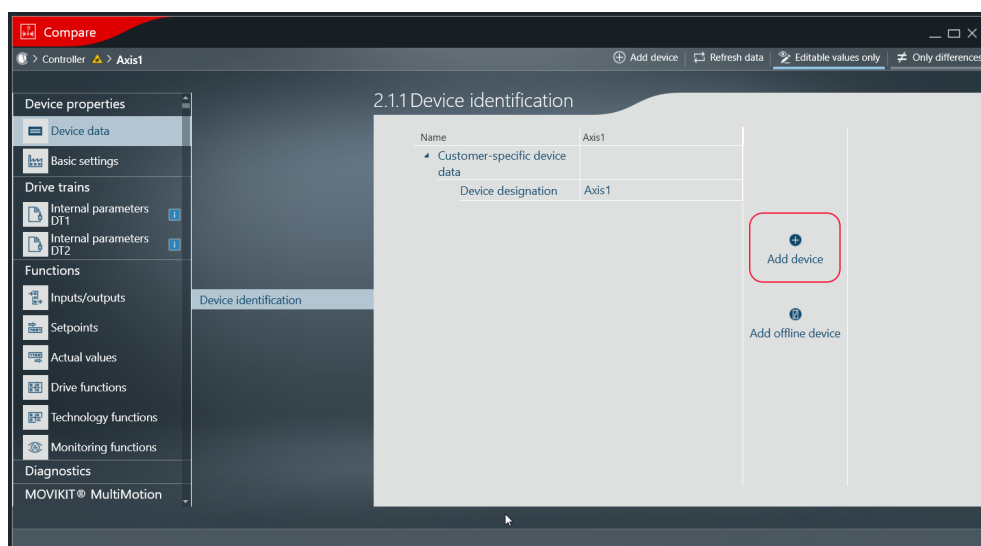 Compare
> Controller > Axis1
Add device
Refresh data
Editable values only
≠ Only differences
Device properties
Device data
Basic settings
Drive trains
Internal parameters
DT1
Internal parameters
DT2
Functions
Inputs/outputs
Setpoints
Actual values
Drive functions
Technology functions
Monitoring functions
Diagnostics
MOVIKIT® MultiMotion
Device identification
2.1.1 Device identification
Name
Axis1
Customer-specific device
data
Device designation
Axis1
Add device
Add offline device